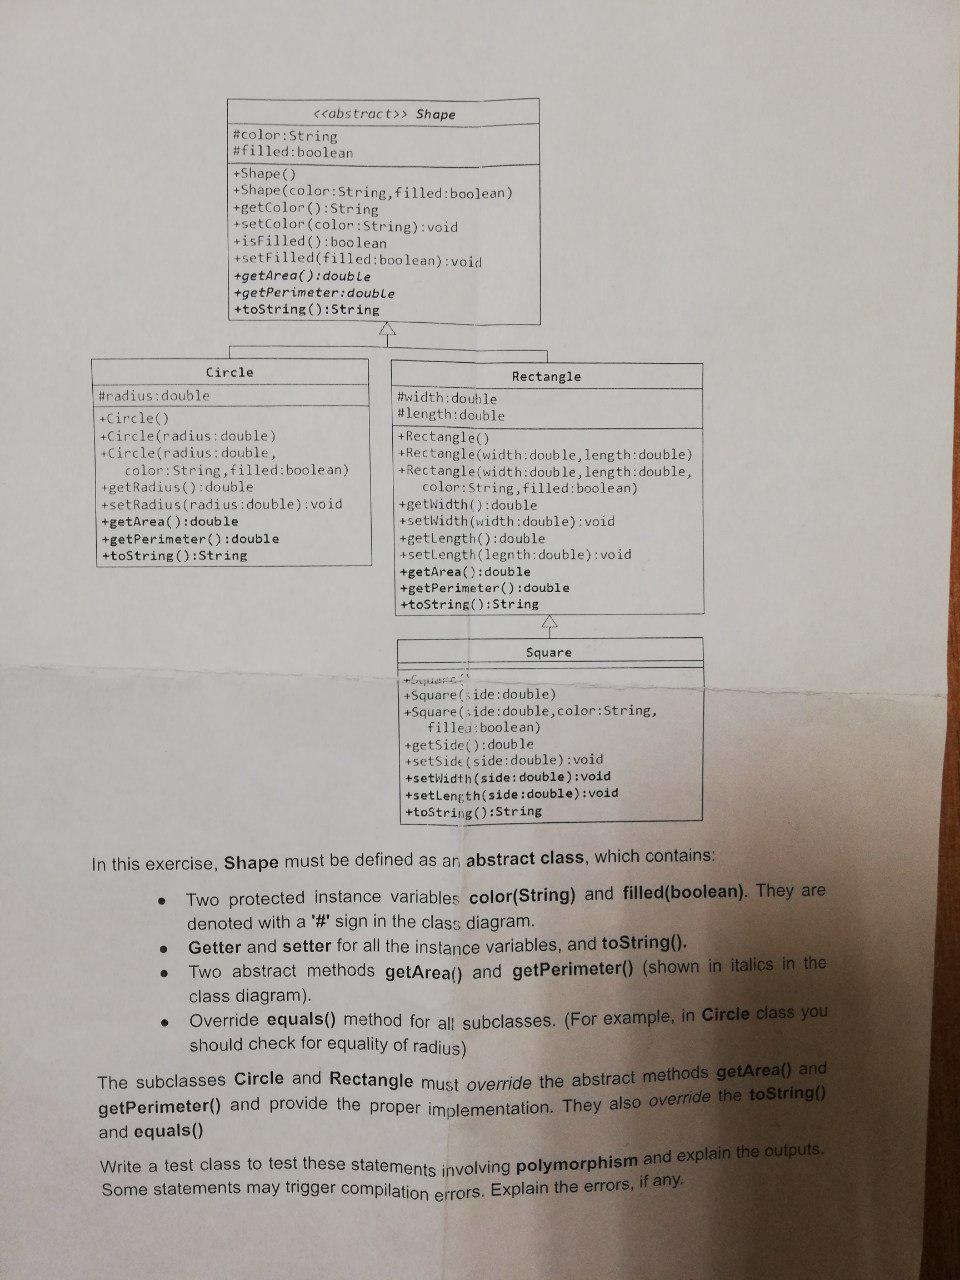 <<abstract>> Shape
#color:String
#filled:boolean
+Shape()
+Shape(color:String,filled:boolean)
+getColor():String
+setColor(color:String):void
+isFilled():boolean
+setFilled(filled:boolean):void
+getArea():double
+getPerimeter:double
+toString():String
Circle
#radius:double
+Circle()
+Circle(radius:double)
+Circle(radius:double,
color:String,filled:boolean)
+getRadius():double
+setRadius(radius:double):void
+getArea():double
+getPerimeter():double
+toString():String
Rectangle
#width:double
#length:double
+Rectangle()
+Rectangle(width:double,length:double)
+Rectangle(width:double,length:double,
color:String,filled:boolean)
+getWidth():double
+setWidth(width:double):void
+getLength():double
+setLength(legnth:double):void
+getArea():double
+getPerimeter():double
+toString():String
Square
+Square()
+Square(side:double)
+Square(side:double,color:String,
filled:boolean)
+getSide():double
+setSide(side:double):void
+setWidth(side:double):void
+setLength(side:double):void
+toString():String
In this exercise, Shape must be defined as an abstract class, which contains:
• Two protected instance variables color(String) and filled(boolean). They are
denoted with a '#' sign in the class diagram.
• Getter and setter for all the instance variables, and toString().
• Two abstract methods getArea() and getPerimeter() (shown in italics in the
class diagram).
• Override equals() method for all subclasses. (For example, in Circle class you
should check for equality of radius)
The subclasses Circle and Rectangle must override the abstract methods getArea() and
getPerimeter() and provide the proper implementation. They also override the toString()
and equals()
Write a test class to test these statements involving polymorphism and explain the outputs.
Some statements may trigger compilation errors. Explain the errors, if any.